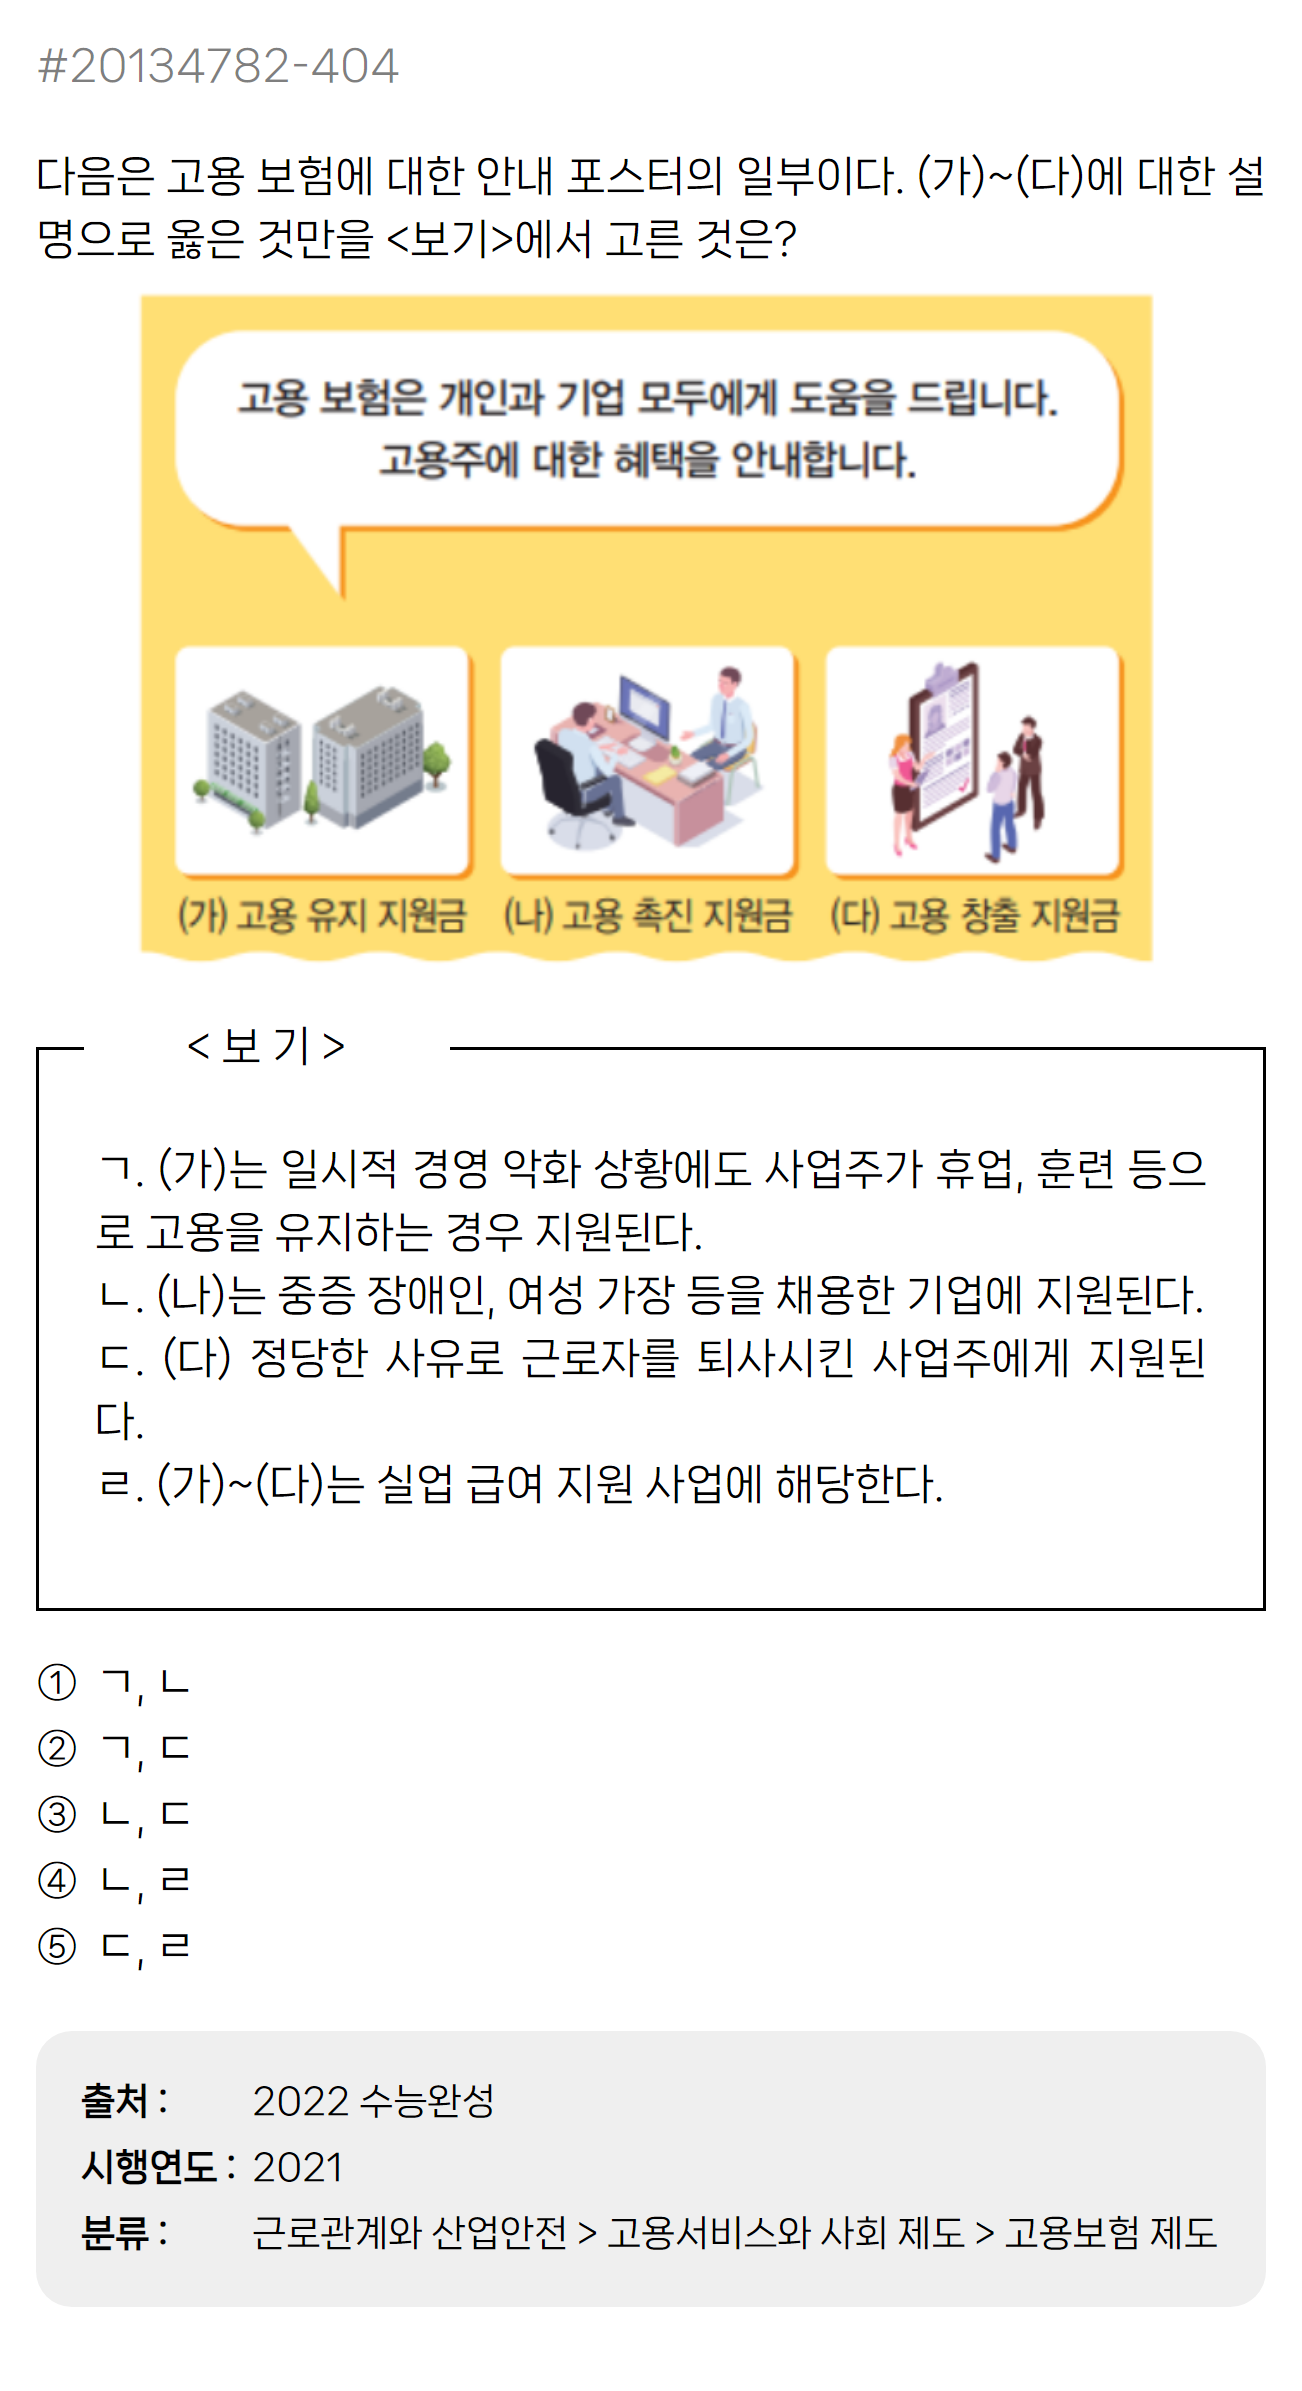 #20134782-404
다음은 고용 보험에 대한 안내 포스터의 일부이다. (가)~(다)에 대한 설
명으로 옳은 것만을 <보기>에서 고른 것은?
고용 보험은 개인과 기업 모두에게 도움을 드립니다.
고용주에 대한 혜택을 안내합니다.
(가) 고용 유지 지원금 (나) 고용 촉진 지원금 (다) 고용 창출 지원금
< 보 기 >
ㄱ. (가)는 일시적 경영 악화 상황에도 사업주가 휴업, 훈련 등으
로 고용을 유지하는 경우 지원된다.
ㄴ. (나)는 중증 장애인, 여성 가장 등을 채용한 기업에 지원된다.
ㄷ. (다) 정당한 사유로 근로자를 퇴사시킨 사업주에게 지원된
다.
ㄹ. (가)~(다)는 실업 급여 지원 사업에 해당한다.
① ㄱ, ㄴ
② ㄱ, ㄷ
③ ㄴ, ㄷ
④ ㄴ, ㄹ
⑤ ㄷ, ㄹ
출처 : 2022 수능완성
시행연도 : 2021
분류 : 근로관계와 산업안전 > 고용서비스와 사회 제도 > 고용보험 제도